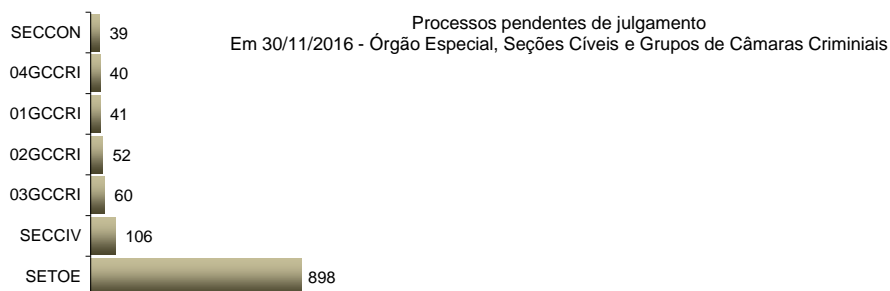 Processos pendentes de julgamento
Em 30/11/2016 - Órgão Especial, Seções Cíveis e Grupos de Câmaras Criminiais
SECCON 39
04GCCRI 40
01GCCRI 41
02GCCRI 52
03GCCRI 60
SECCIV 106
SETOE 898